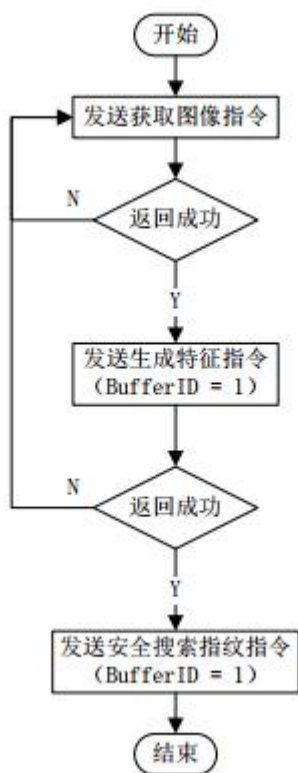 开始
发送获取图像指令
N
返回成功
Y
发送生成特征指令
（BufferID = 1）
N
返回成功
Y
发送安全搜索指纹指令
（BufferID = 1）
结束